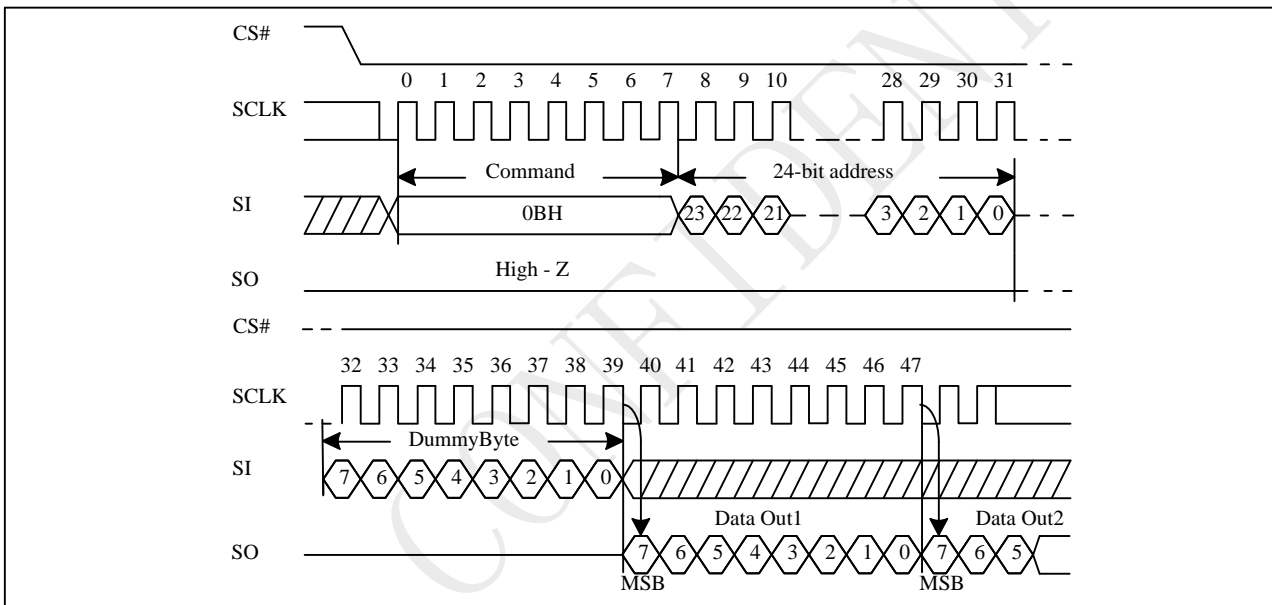 CS#
0 1 2 3 4 5 6 7 8 9 10 28 29 30 31
SCLK
Command 24-bit address
SI 0BH 23 22 21 3 2 1 0
High - Z
SO
CS#
32 33 34 35 36 37 38 39 40 41 42 43 44 45 46 47
SCLK
DummyByte
SI 7 6 5 4 3 2 1 0
Data Out1 Data Out2
SO 7 6 5 4 3 2 1 0 7 6 5
MSB MSB
CONFIDENT